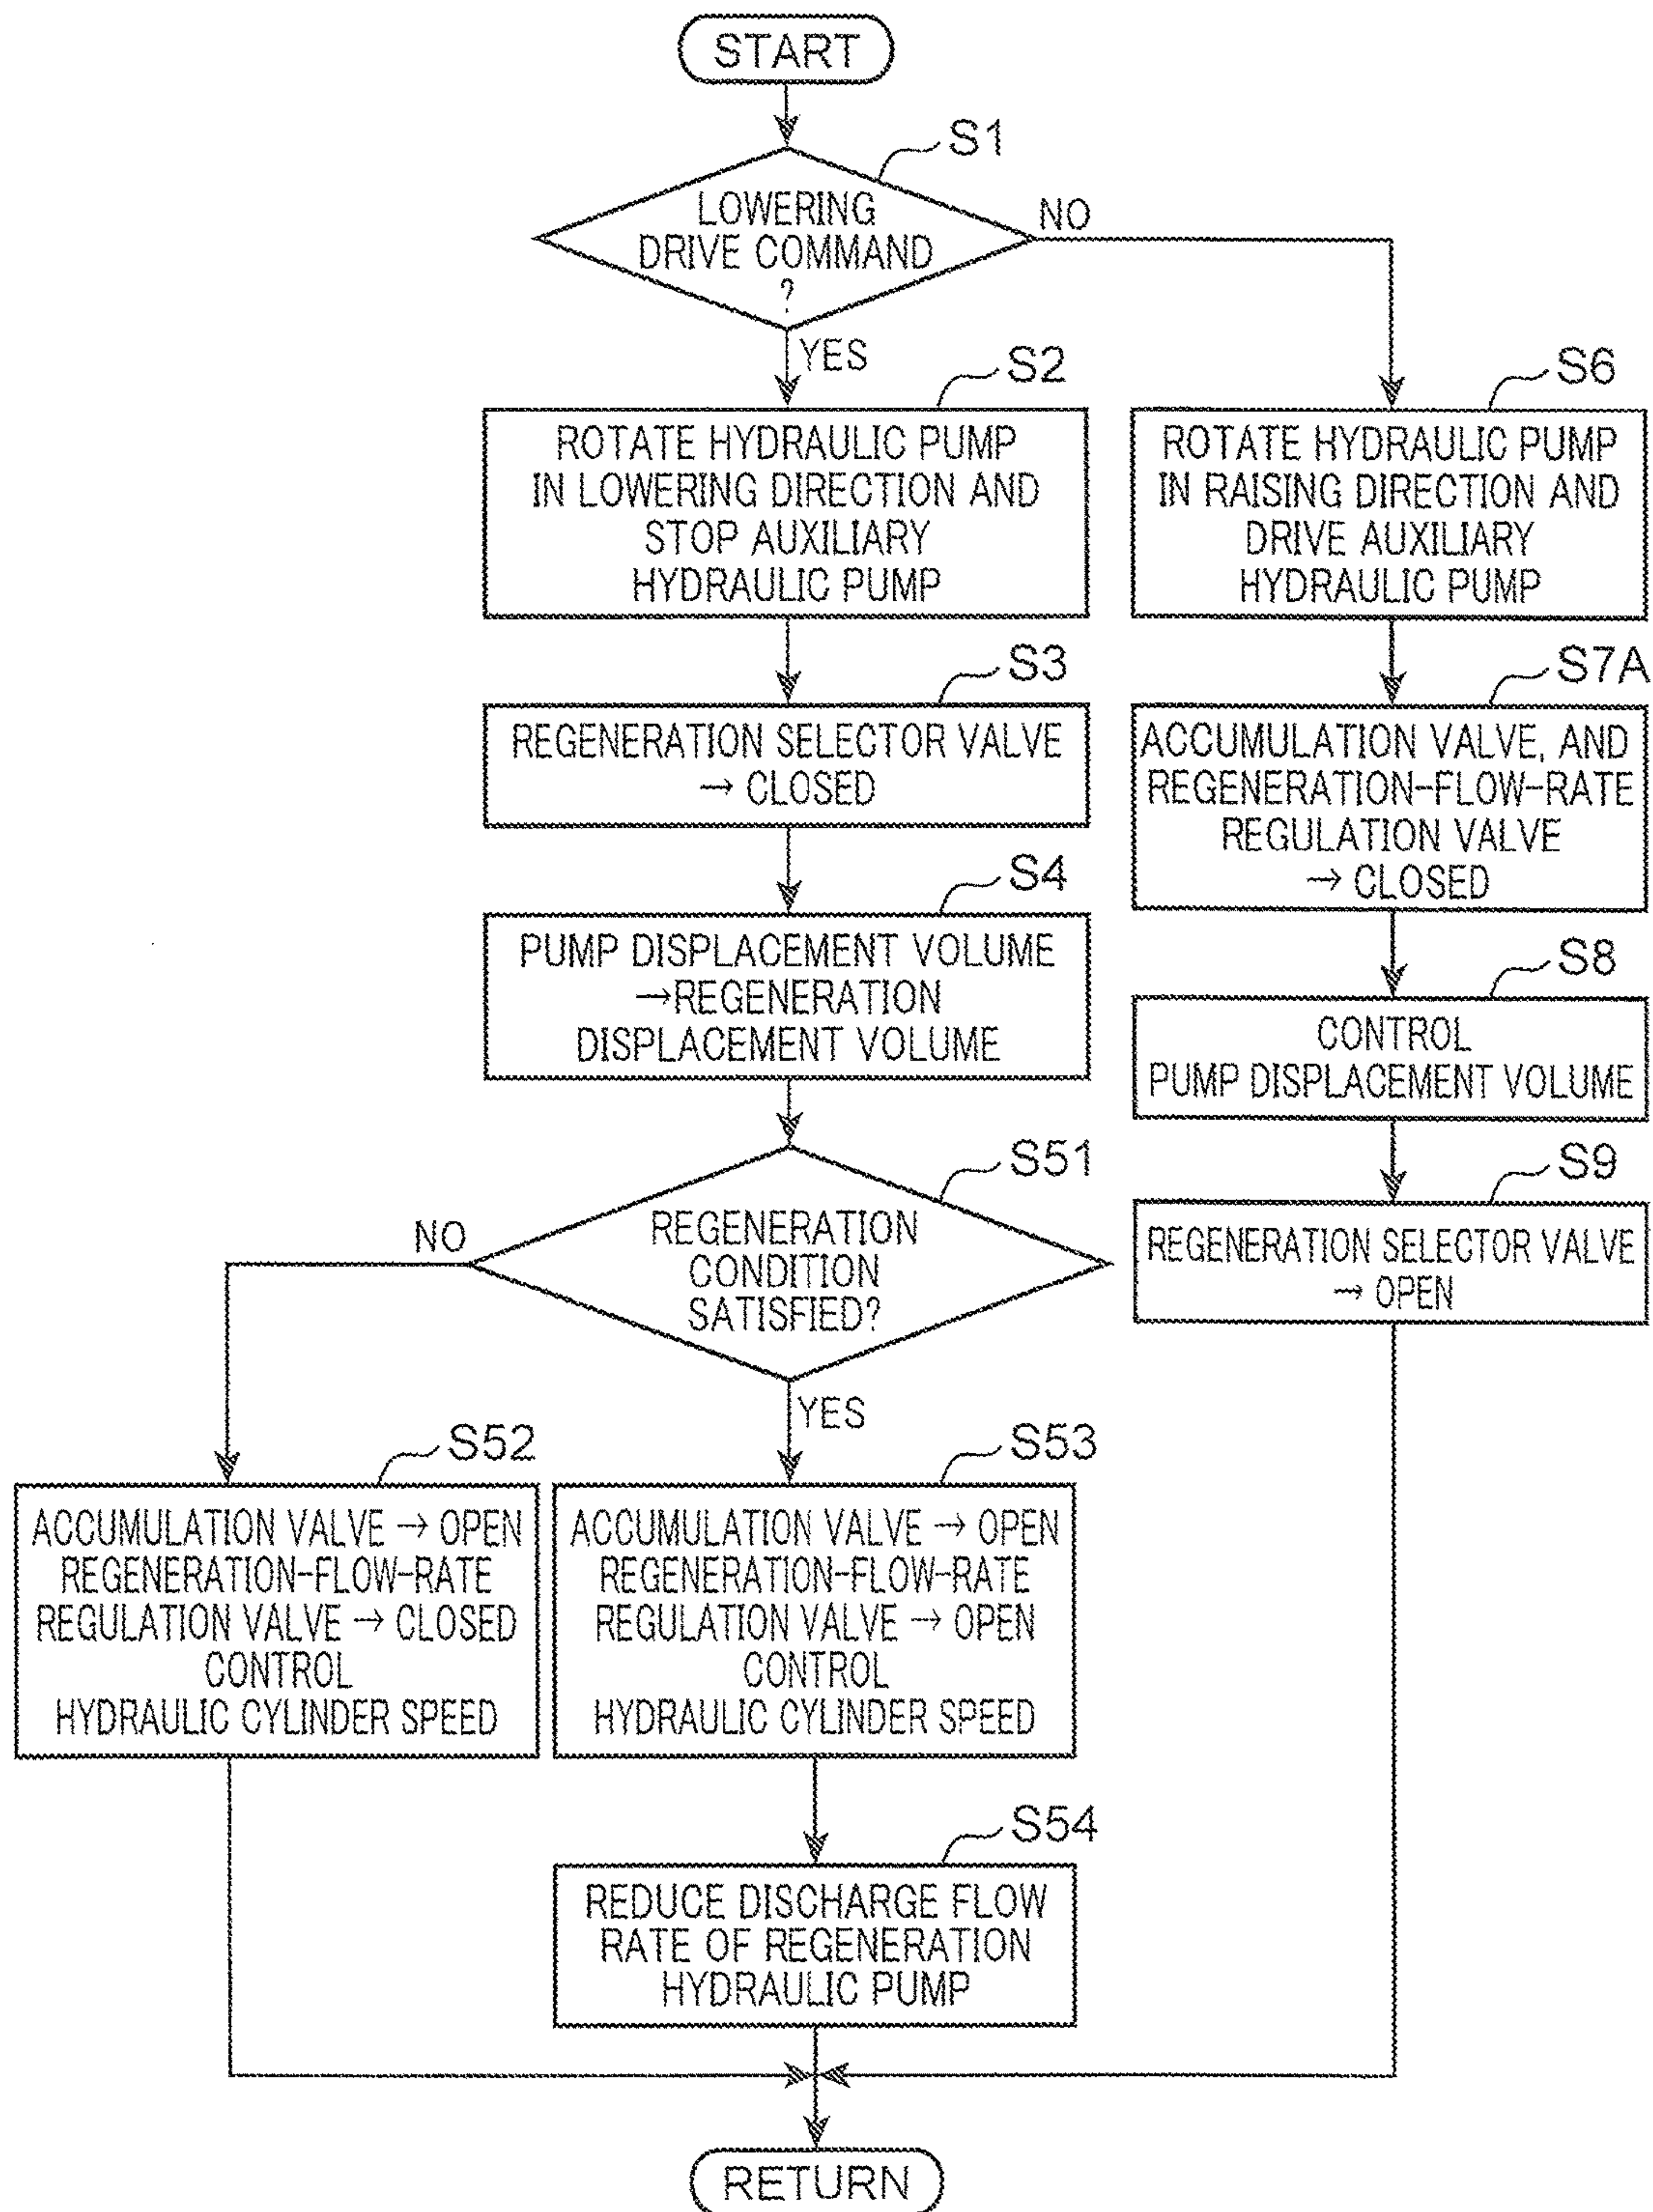 START
S1
LOWERING
DRIVE COMMAND
?
NO
YES
S2
ROTATE HYDRAULIC PUMP
IN LOWERING DIRECTION AND
STOP AUXILIARY
HYDRAULIC PUMP
S3
REGENERATION SELECTOR VALVE
→ CLOSED
S4
PUMP DISPLACEMENT VOLUME
→REGENERATION
DISPLACEMENT VOLUME
S51
REGENERATION
CONDITION
SATISFIED?
NO
YES
S52
ACCUMULATION VALVE → OPEN
REGENERATION-FLOW-RATE
REGULATION VALVE → CLOSED
CONTROL
HYDRAULIC CYLINDER SPEED
S53
ACCUMULATION VALVE → OPEN
REGENERATION-FLOW-RATE
REGULATION VALVE → OPEN
CONTROL
HYDRAULIC CYLINDER SPEED
S54
REDUCE DISCHARGE FLOW
RATE OF REGENERATION
HYDRAULIC PUMP
S6
ROTATE HYDRAULIC PUMP
IN RAISING DIRECTION AND
DRIVE AUXILIARY
HYDRAULIC PUMP
S7A
ACCUMULATION VALVE, AND
REGENERATION-FLOW-RATE
REGULATION VALVE
→ CLOSED
S8
CONTROL
PUMP DISPLACEMENT VOLUME
S9
REGENERATION SELECTOR VALVE
→ OPEN
RETURN